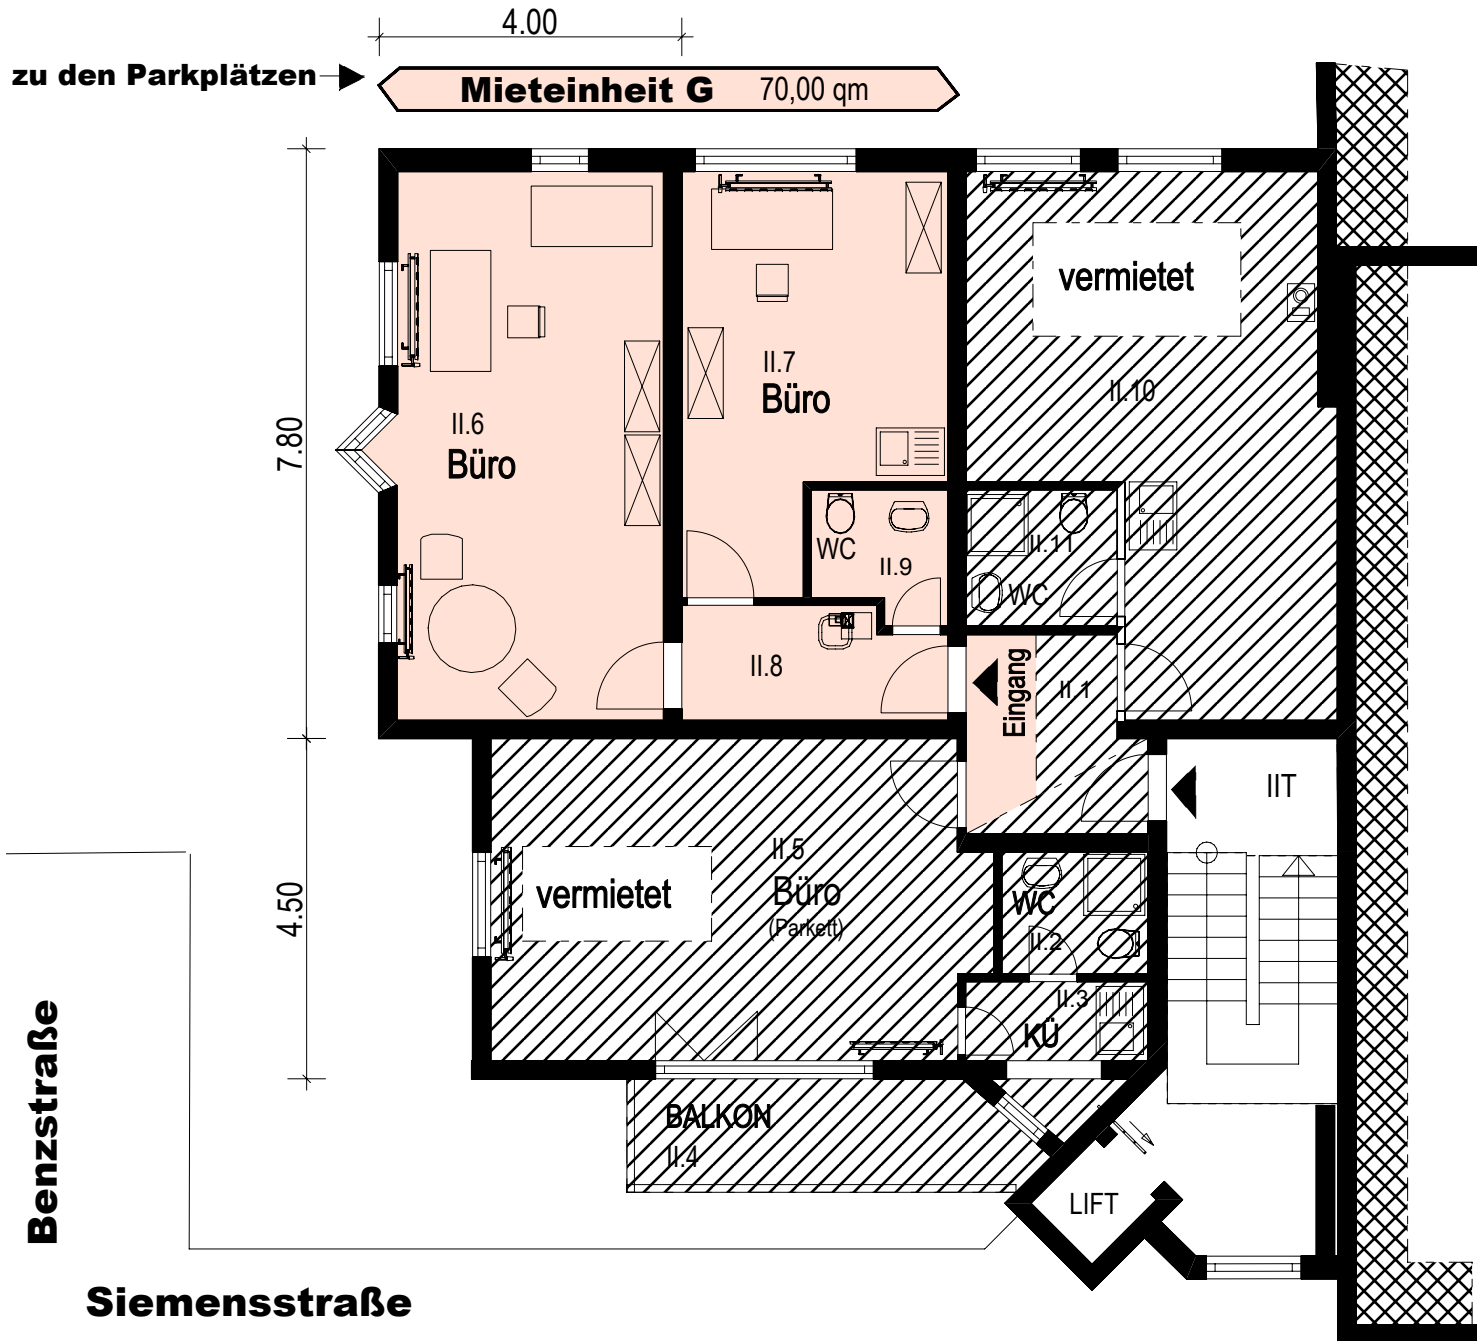 4.00
zu den Parkplätzen
Mieteinheit G 70,00 qm
vermietet
II.7
Büro
II.10
II.6
Büro
7.80
WC
II.9
II.11
WC
II.8
Eingang
II.1
IIT
II.5
Büro
(Parkett)
vermietet
4.50
WC
II.2
II.3
KÜ
BALKON
II.4
LIFT
Benzstraße
Siemensstraße